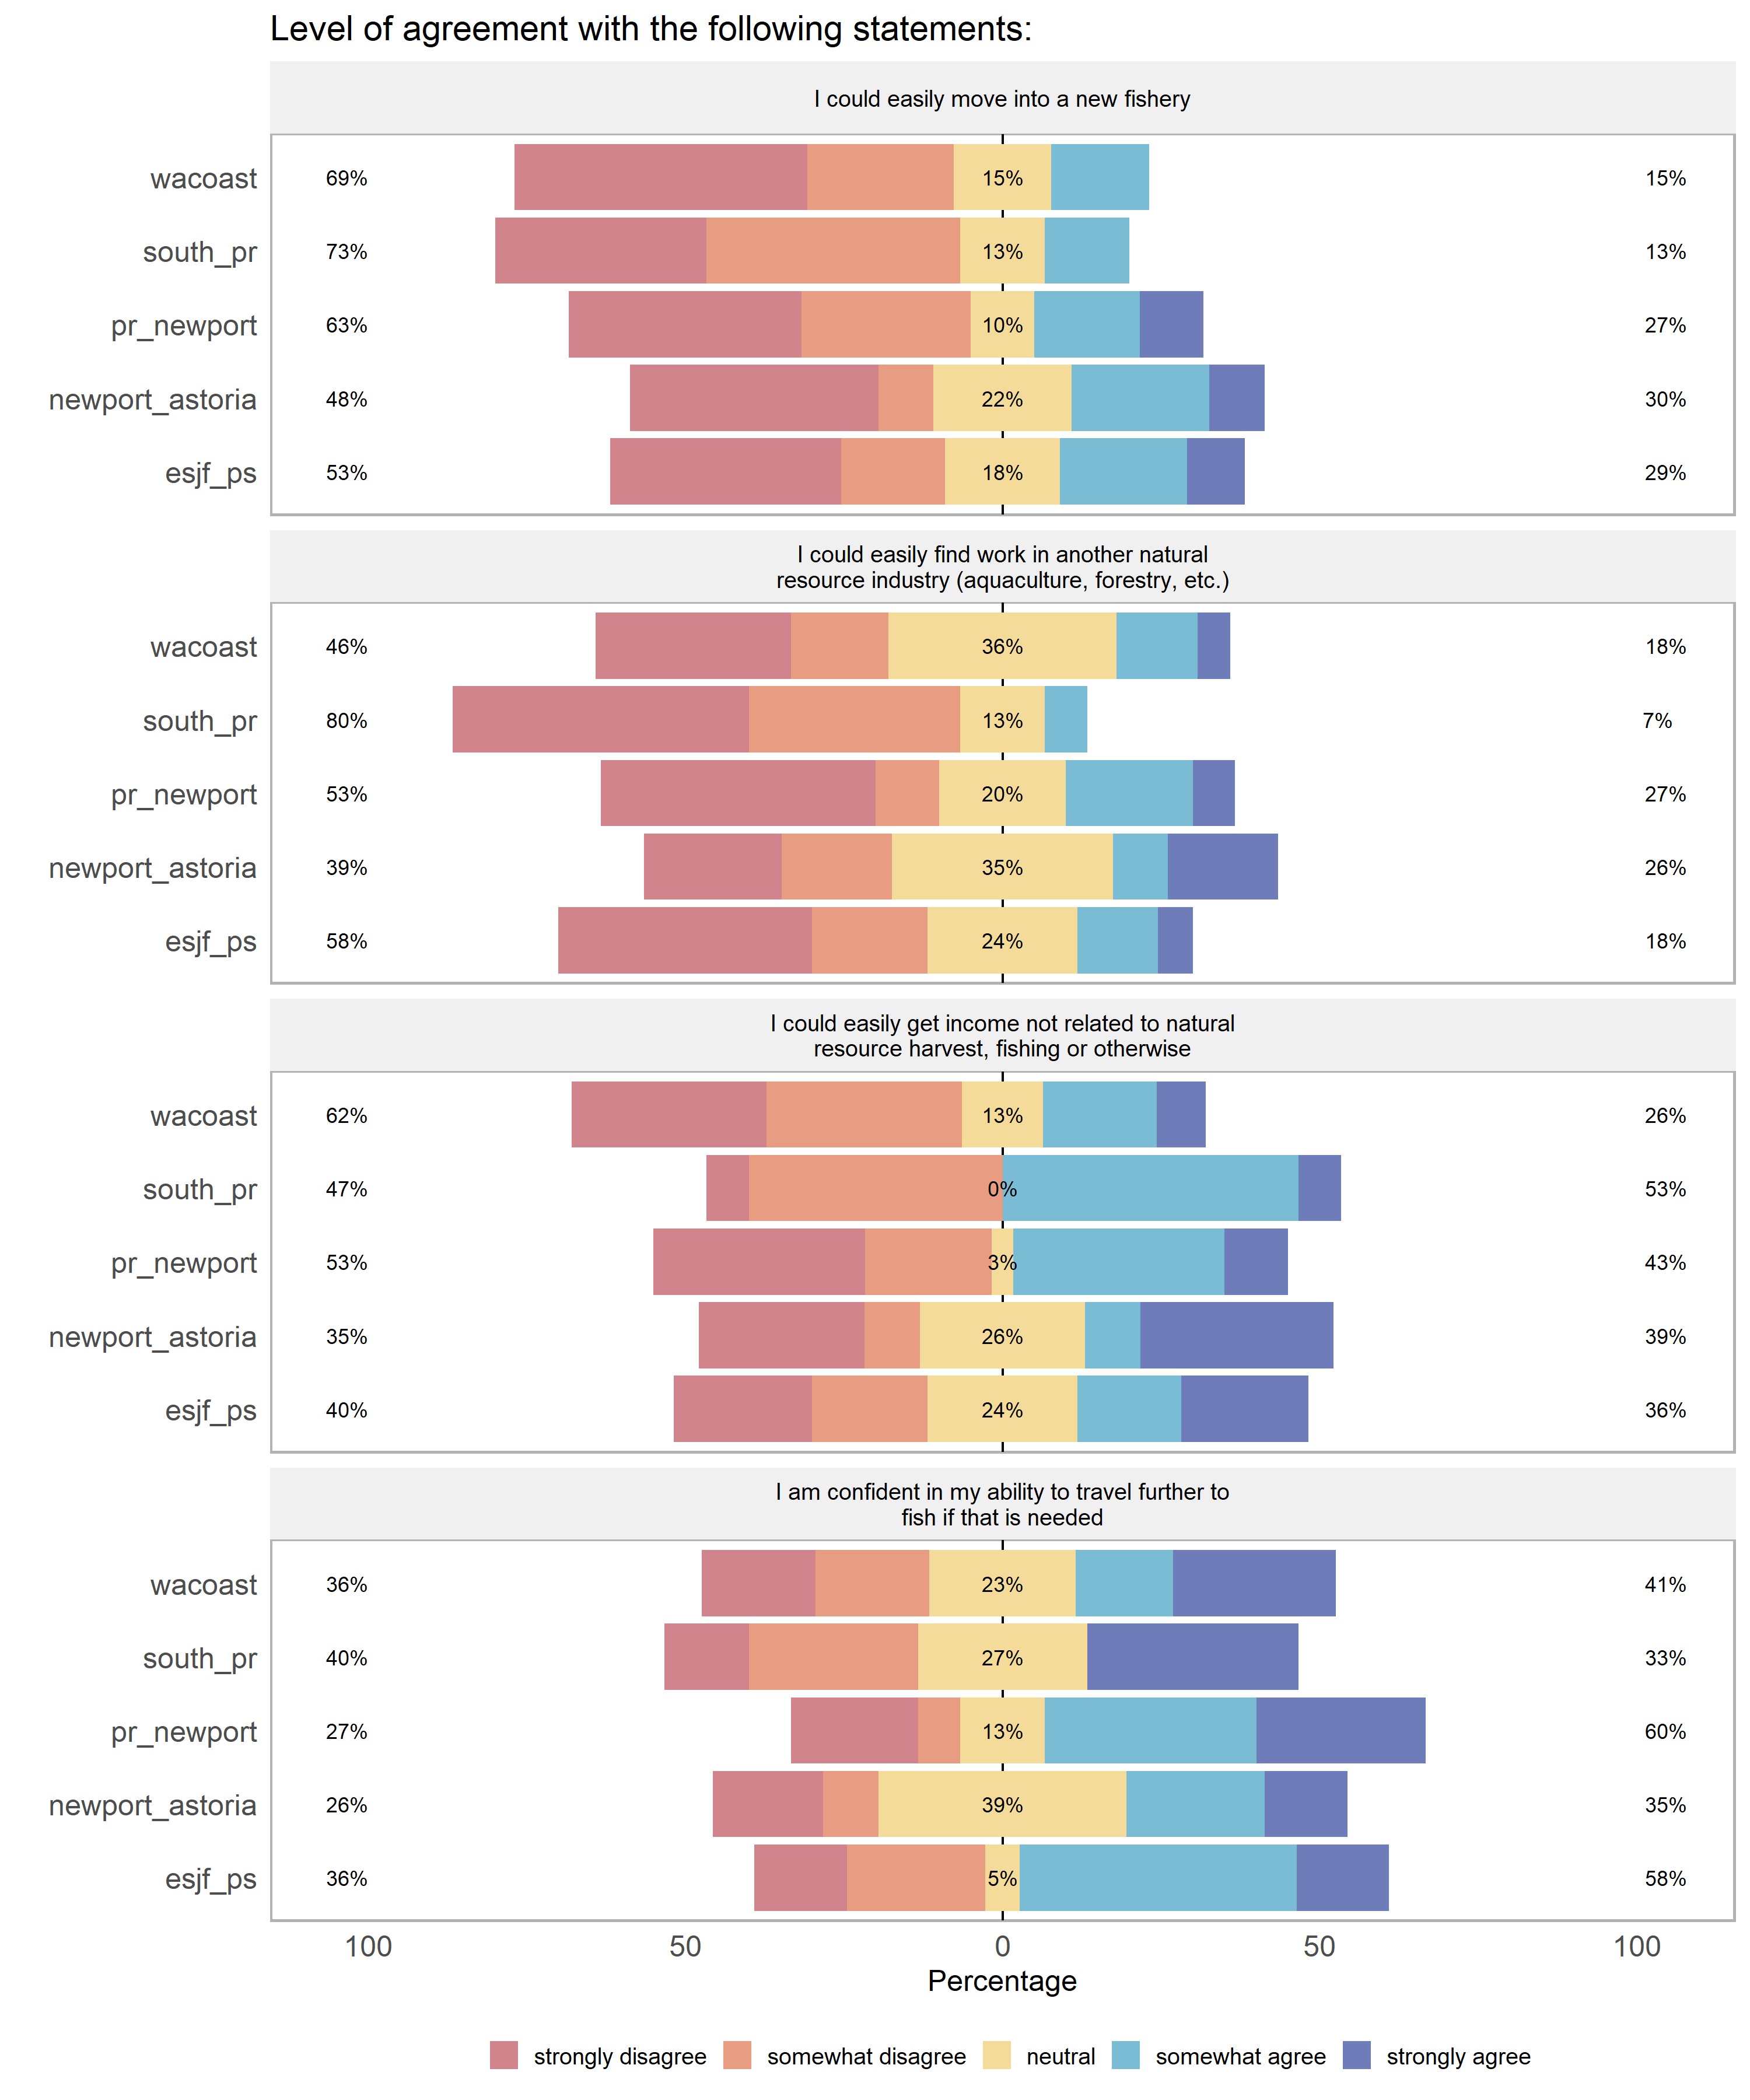 Level of agreement with the following statements:
I could easily move into a new fishery
wacoast 69% 15% 15%
south_pr 73% 13% 13%
pr_newport 63% 10% 27%
newport_astoria 48% 22% 30%
esjf_ps 53% 18% 29%
I could easily find work in another natural
resource industry (aquaculture, forestry, etc.)
wacoast 46% 36% 18%
south_pr 80% 13% 7%
pr_newport 53% 20% 27%
newport_astoria 39% 35% 26%
esjf_ps 58% 24% 18%
I could easily get income not related to natural
resource harvest, fishing or otherwise
wacoast 62% 13% 26%
south_pr 47% 0% 53%
pr_newport 53% 3% 43%
newport_astoria 35% 26% 39%
esjf_ps 40% 24% 36%
I am confident in my ability to travel further to
fish if that is needed
wacoast 36% 23% 41%
south_pr 40% 27% 33%
pr_newport 27% 13% 60%
newport_astoria 26% 39% 35%
esjf_ps 36% 5% 58%
100 50 0 50 100
Percentage
strongly disagree somewhat disagree neutral somewhat agree strongly agree